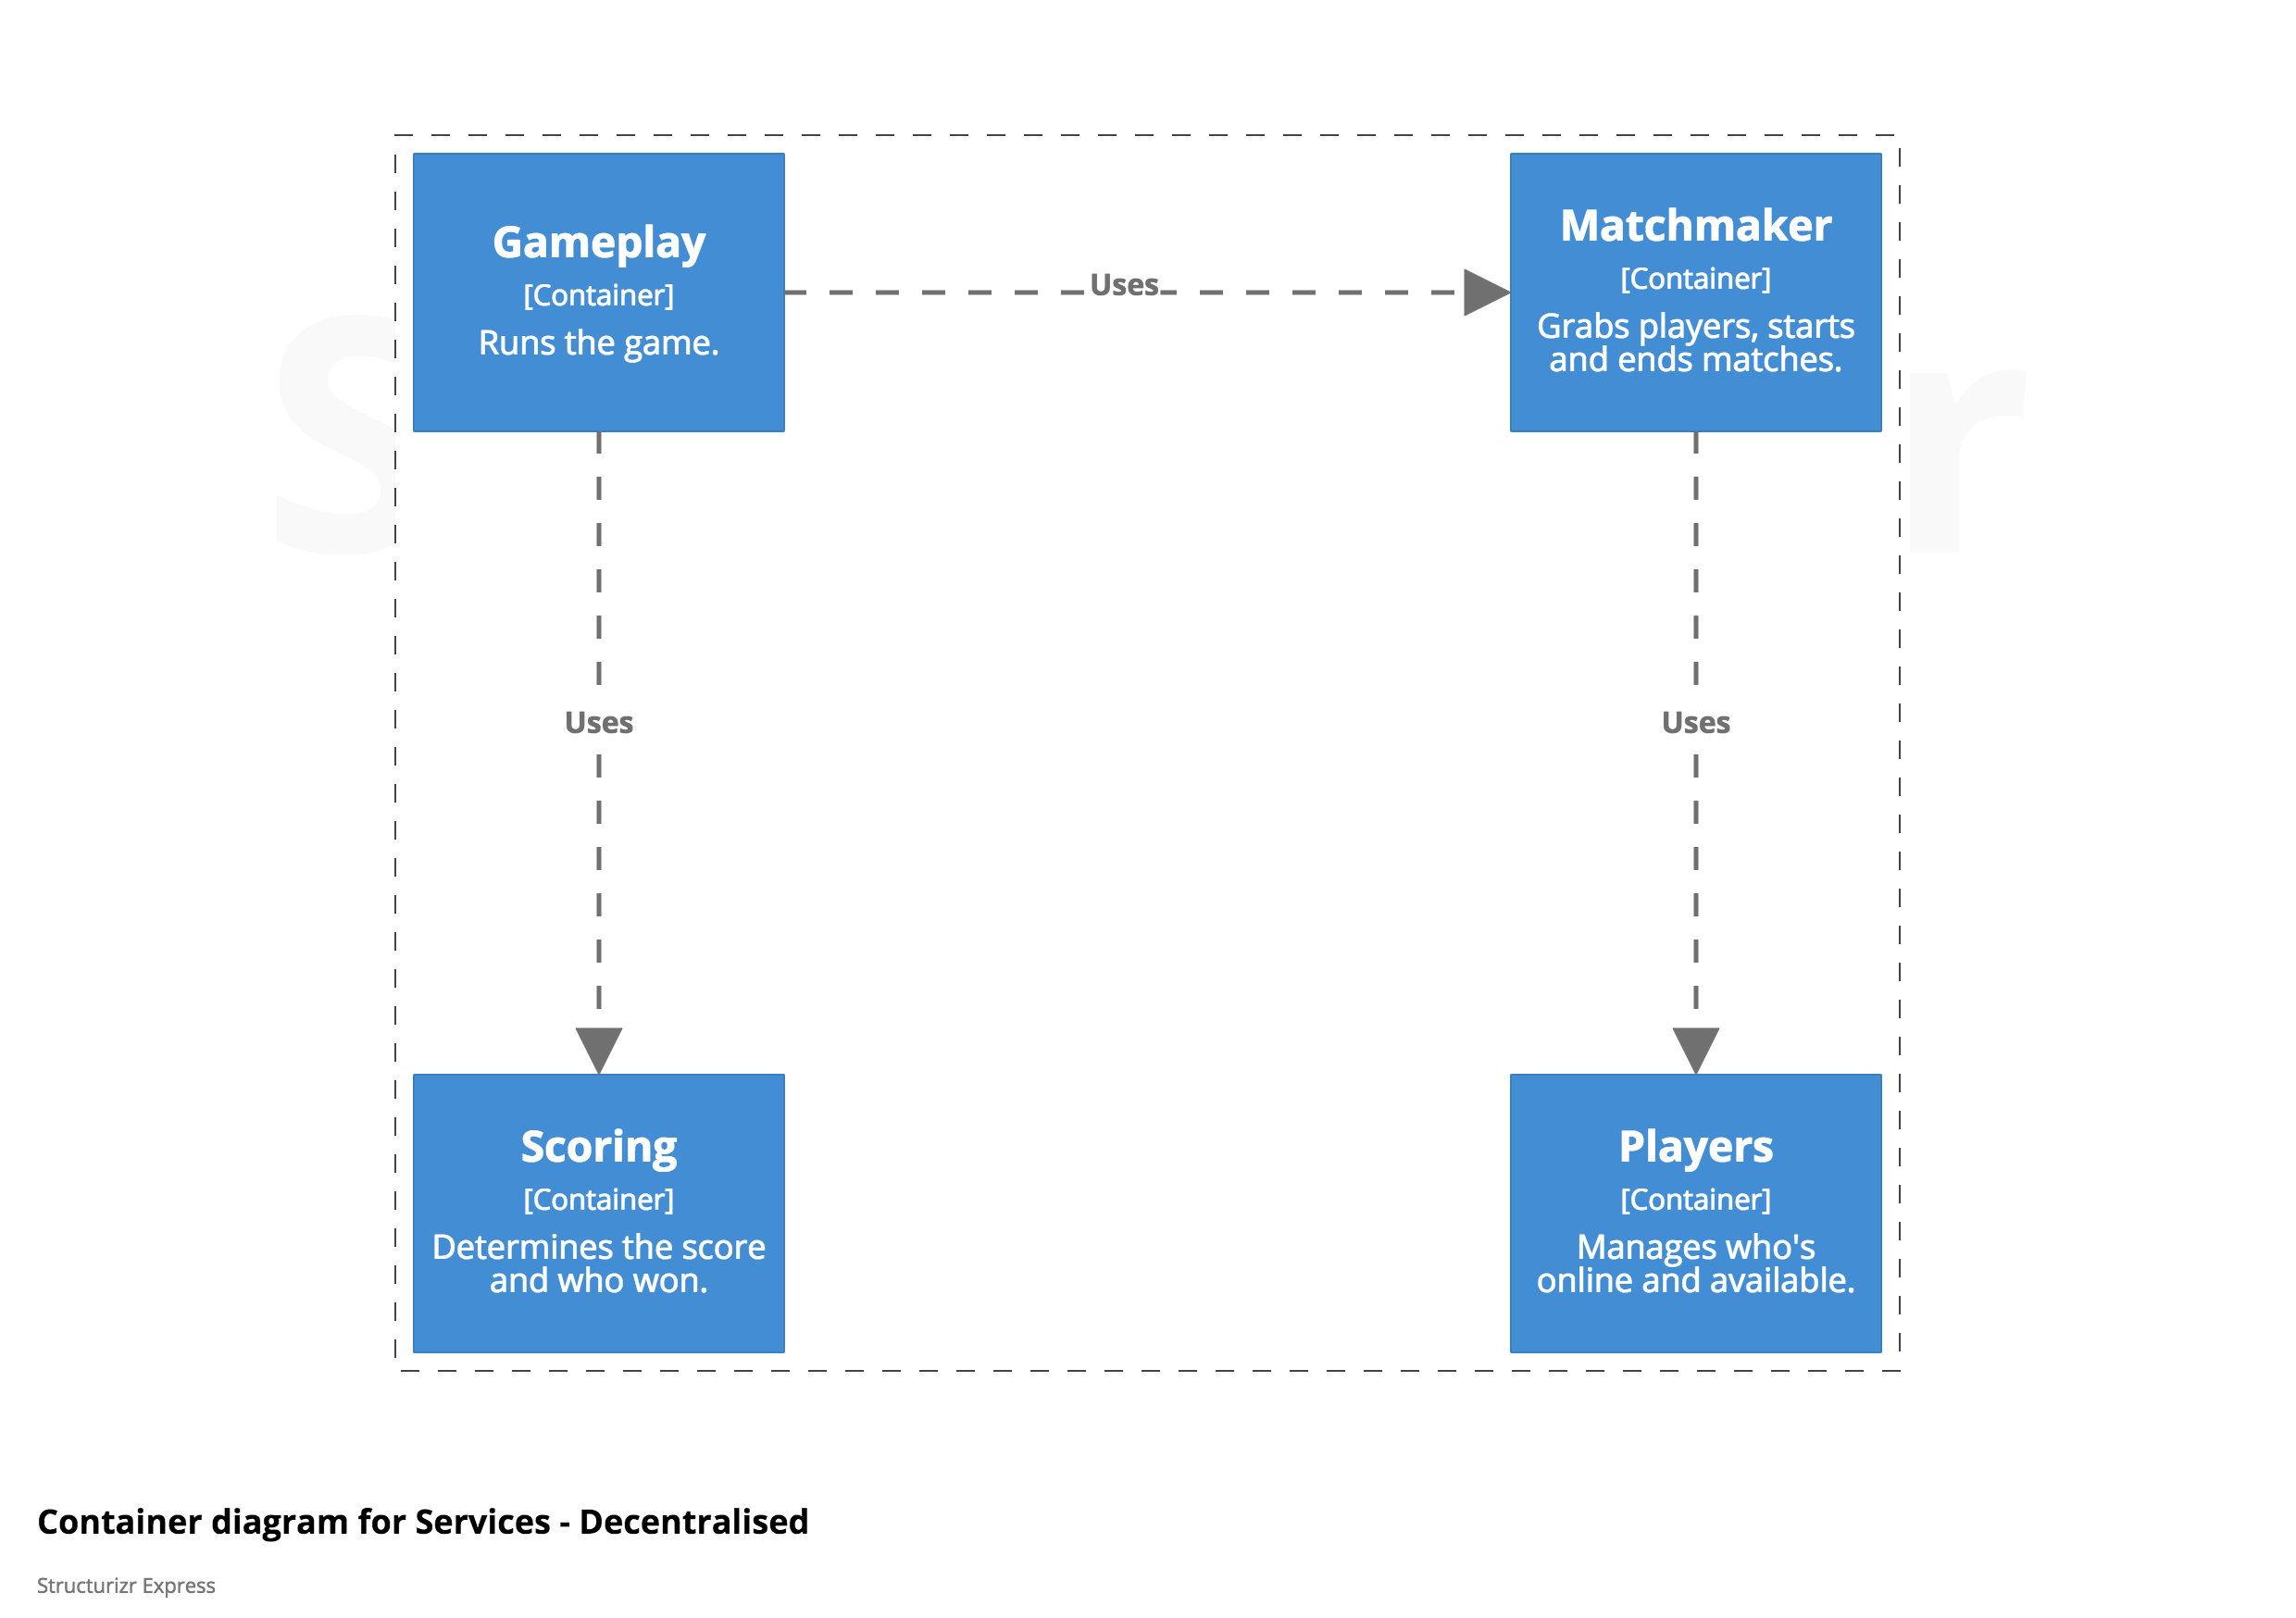 Gameplay
[Container]
Runs the game.
Uses
Matchmaker
[Container]
Grabs players, starts
and ends matches.
Uses
Uses
Scoring
[Container]
Determines the score
and who won.
Players
[Container]
Manages who's
online and available.
Container diagram for Services - Decentralised
Structurizr Express